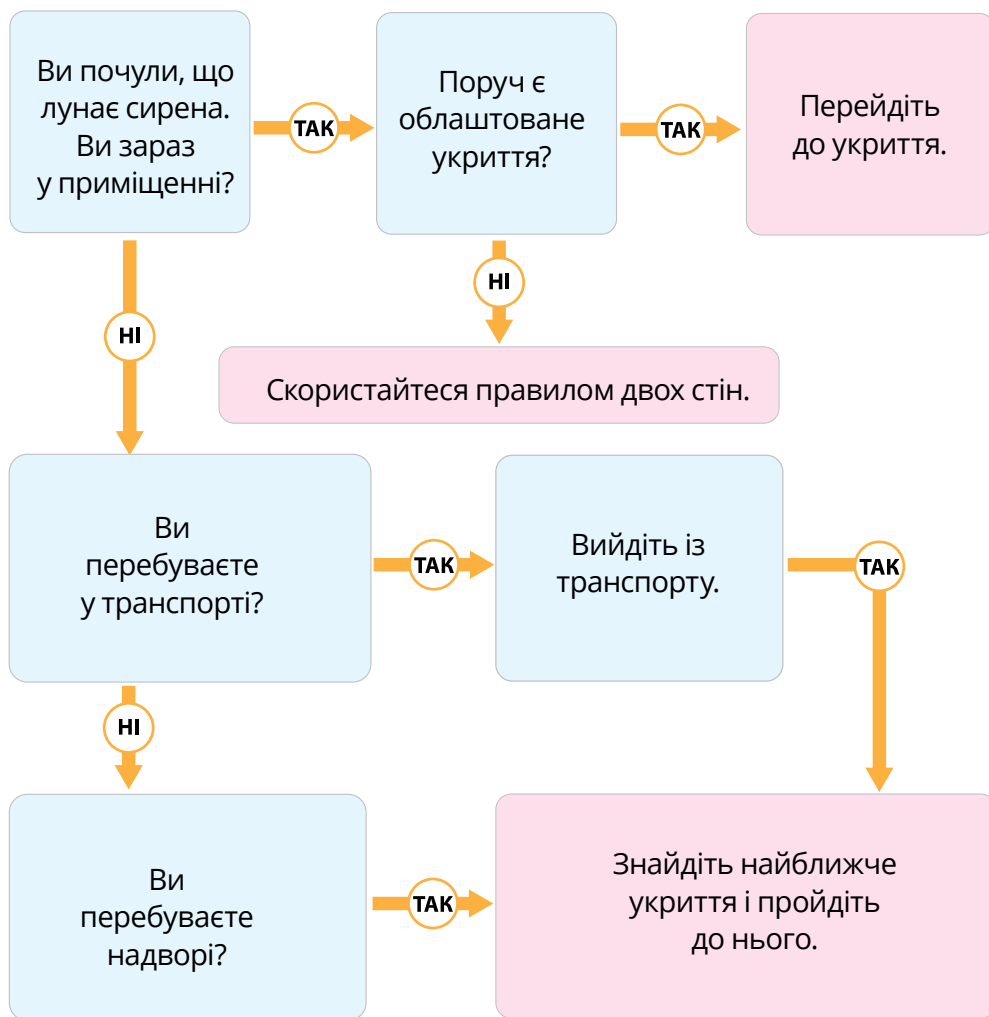 Ви почули, що
лунає сирена.
Ви зараз
у приміщенні?
ТАК
Поруч є
облаштоване
укриття?
ТАК
Перейдіть
до укриття.
НІ
НІ
Скористайтеся правилом двох стін.
Ви
перебуваєте
у транспорті?
ТАК
Вийдіть із
транспорту.
ТАК
НІ
Ви
перебуваєте
надворі?
ТАК
Знайдіть найближче
укриття і пройдіть
до нього.